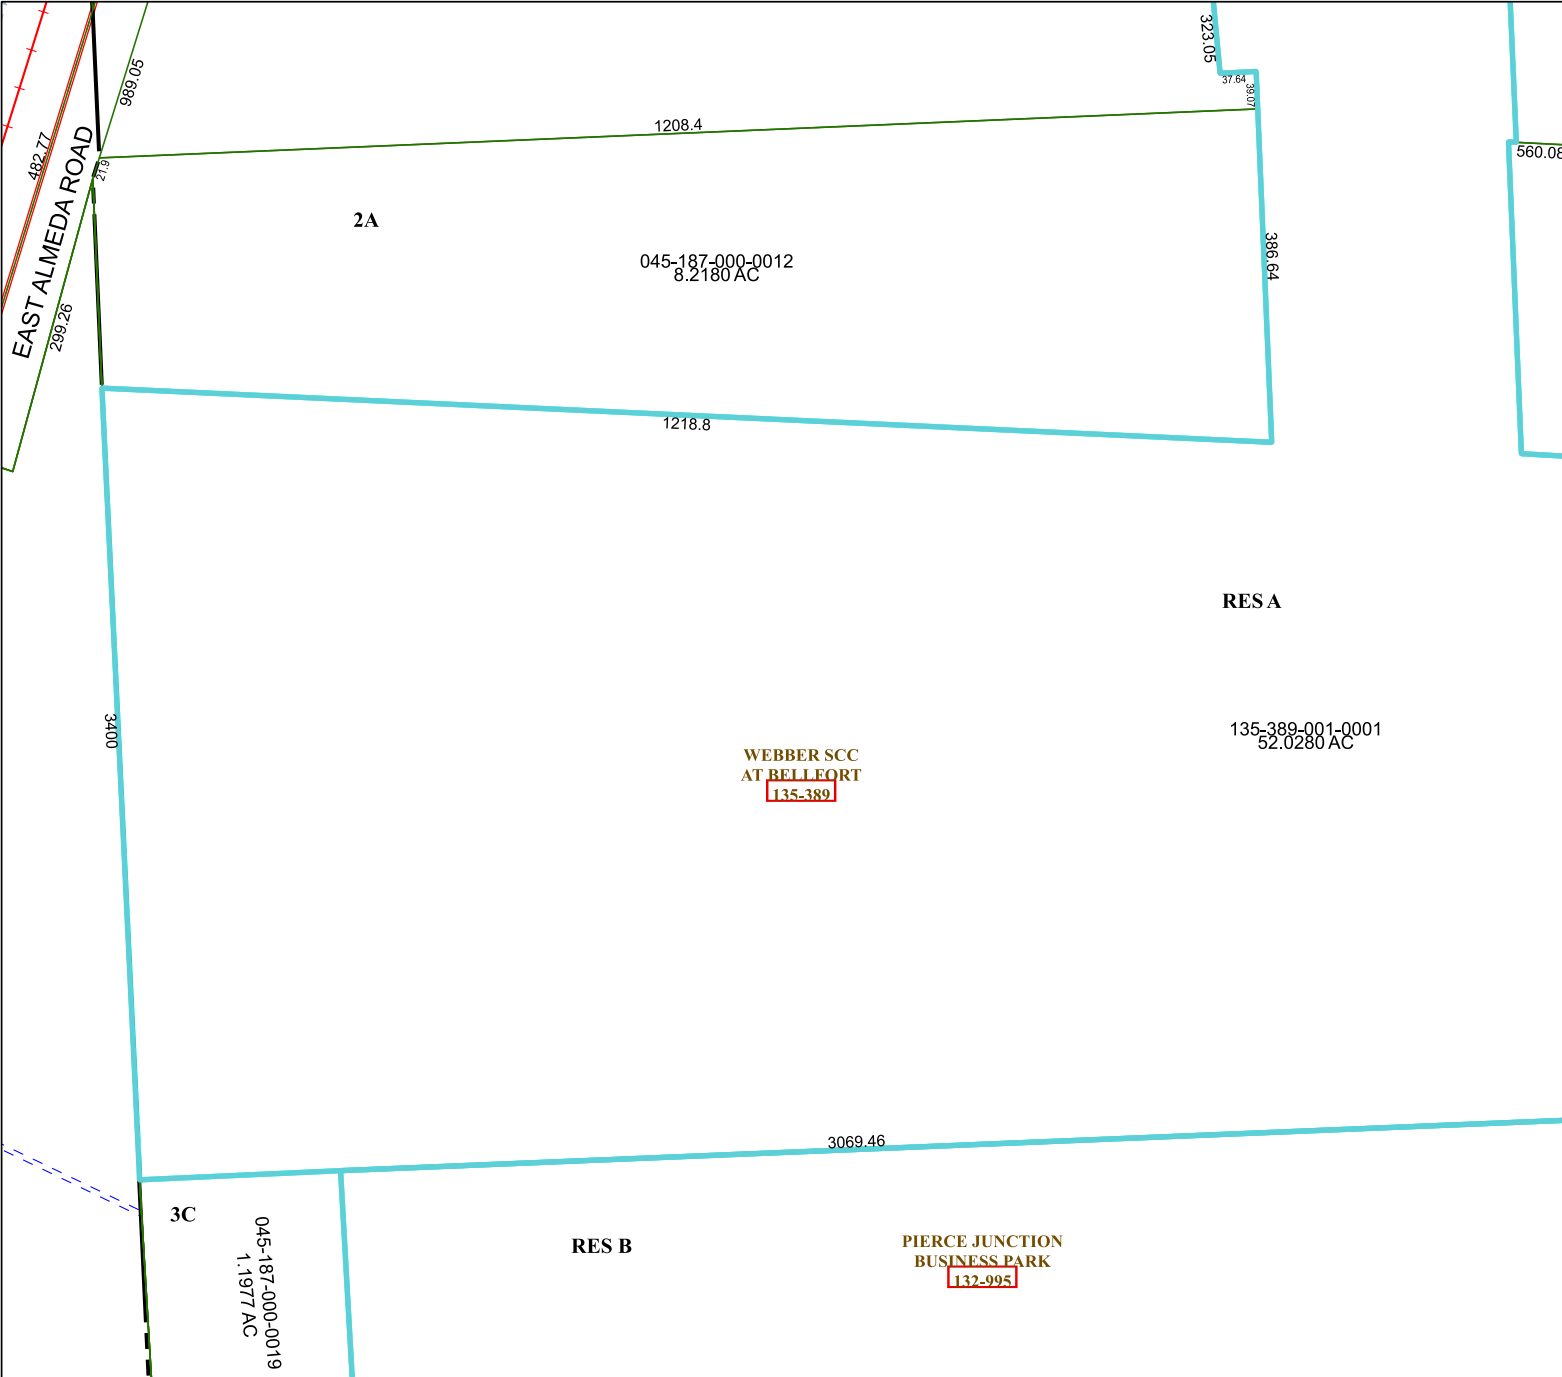 323.05
37.64
39.07
989.05
1208.4
482.77
21.9
560.08
EAST ALMEDA ROAD
2A
045-187-000-0012
8.2180 AC
386.64
299.26
1218.8
RES A
3400
135-389-001-0001
52.0280 AC
WEBBER SCC
AT BELLFORT
135-389
3069.46
3C
045-187-000-0019
1.1977 AC
RES B
PIERCE JUNCTION
BUSINESS PARK
132-995